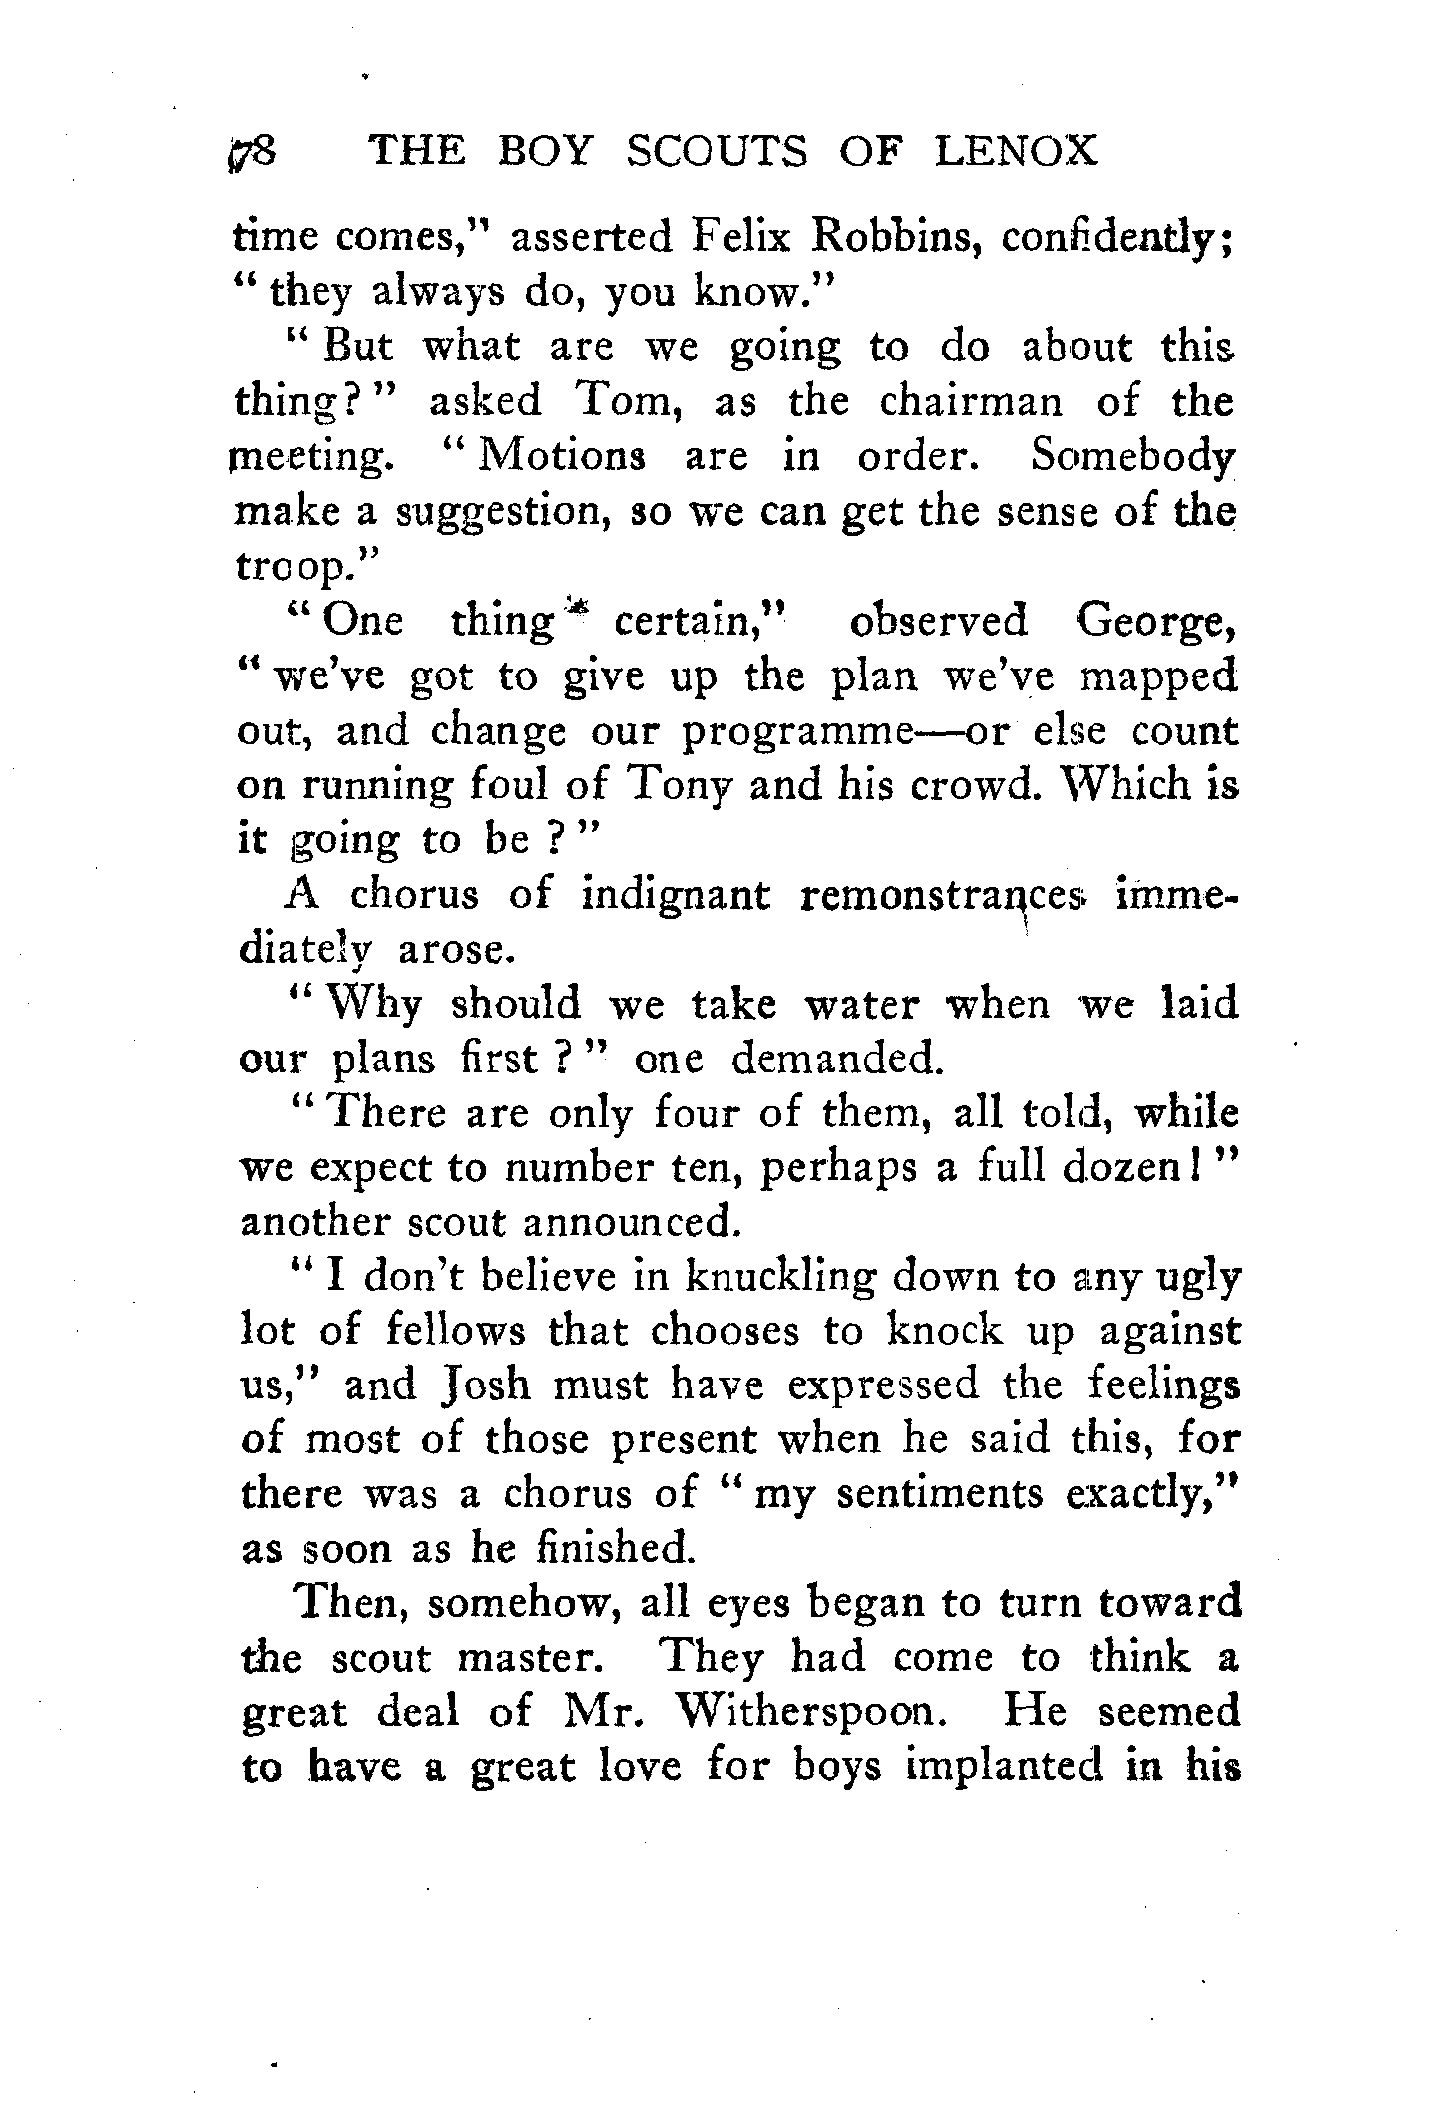 78 THE BOY SCOUTS OF LENOX
time comes," asserted Felix Robbins, confidently;
" they always do, you know."
" But what are we going to do about this
thing? " asked Tom, as the chairman of the
meeting. " Motions are in order. Somebody
make a suggestion, so we can get the sense of the
troop."
" One thing certain," observed George,
" we've got to give up the plan we've mapped
out, and change our programme—or else count
on running foul of Tony and his crowd. Which is
it going to be ? "
A chorus of indignant remonstrances imme-
diately arose.
" Why should we take water when we laid
our plans first ? " one demanded.
" There are only four of them, all told, while
we expect to number ten, perhaps a full dozen! "
another scout announced.
" I don't believe in knuckling down to any ugly
lot of fellows that chooses to knock up against
us," and Josh must have expressed the feelings
of most of those present when he said this, for
there was a chorus of " my sentiments exactly,"
as soon as he finished.
Then, somehow, all eyes began to turn toward
the scout master. They had come to think a
great deal of Mr. Witherspoon. He seemed
to have a great love for boys implanted in his